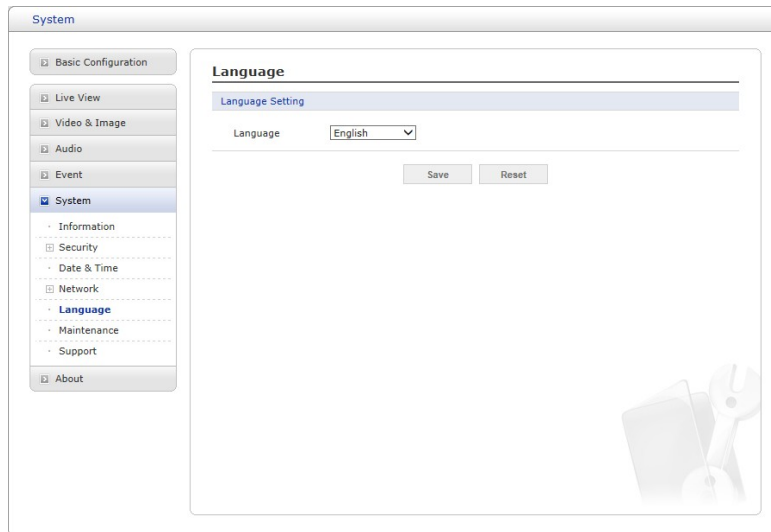 System
Basic Configuration
Live View
Video & Image
Audio
Event
System
Information
Security
Date & Time
Network
Language
Maintenance
Support
About
Language
Language Setting
Language English
Save Reset